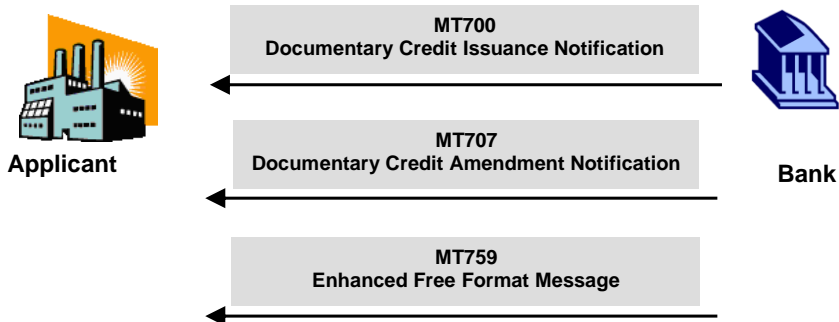 MT700
Documentary Credit Issuance Notification
Applicant
MT707
Documentary Credit Amendment Notification
Bank
MT759
Enhanced Free Format Message